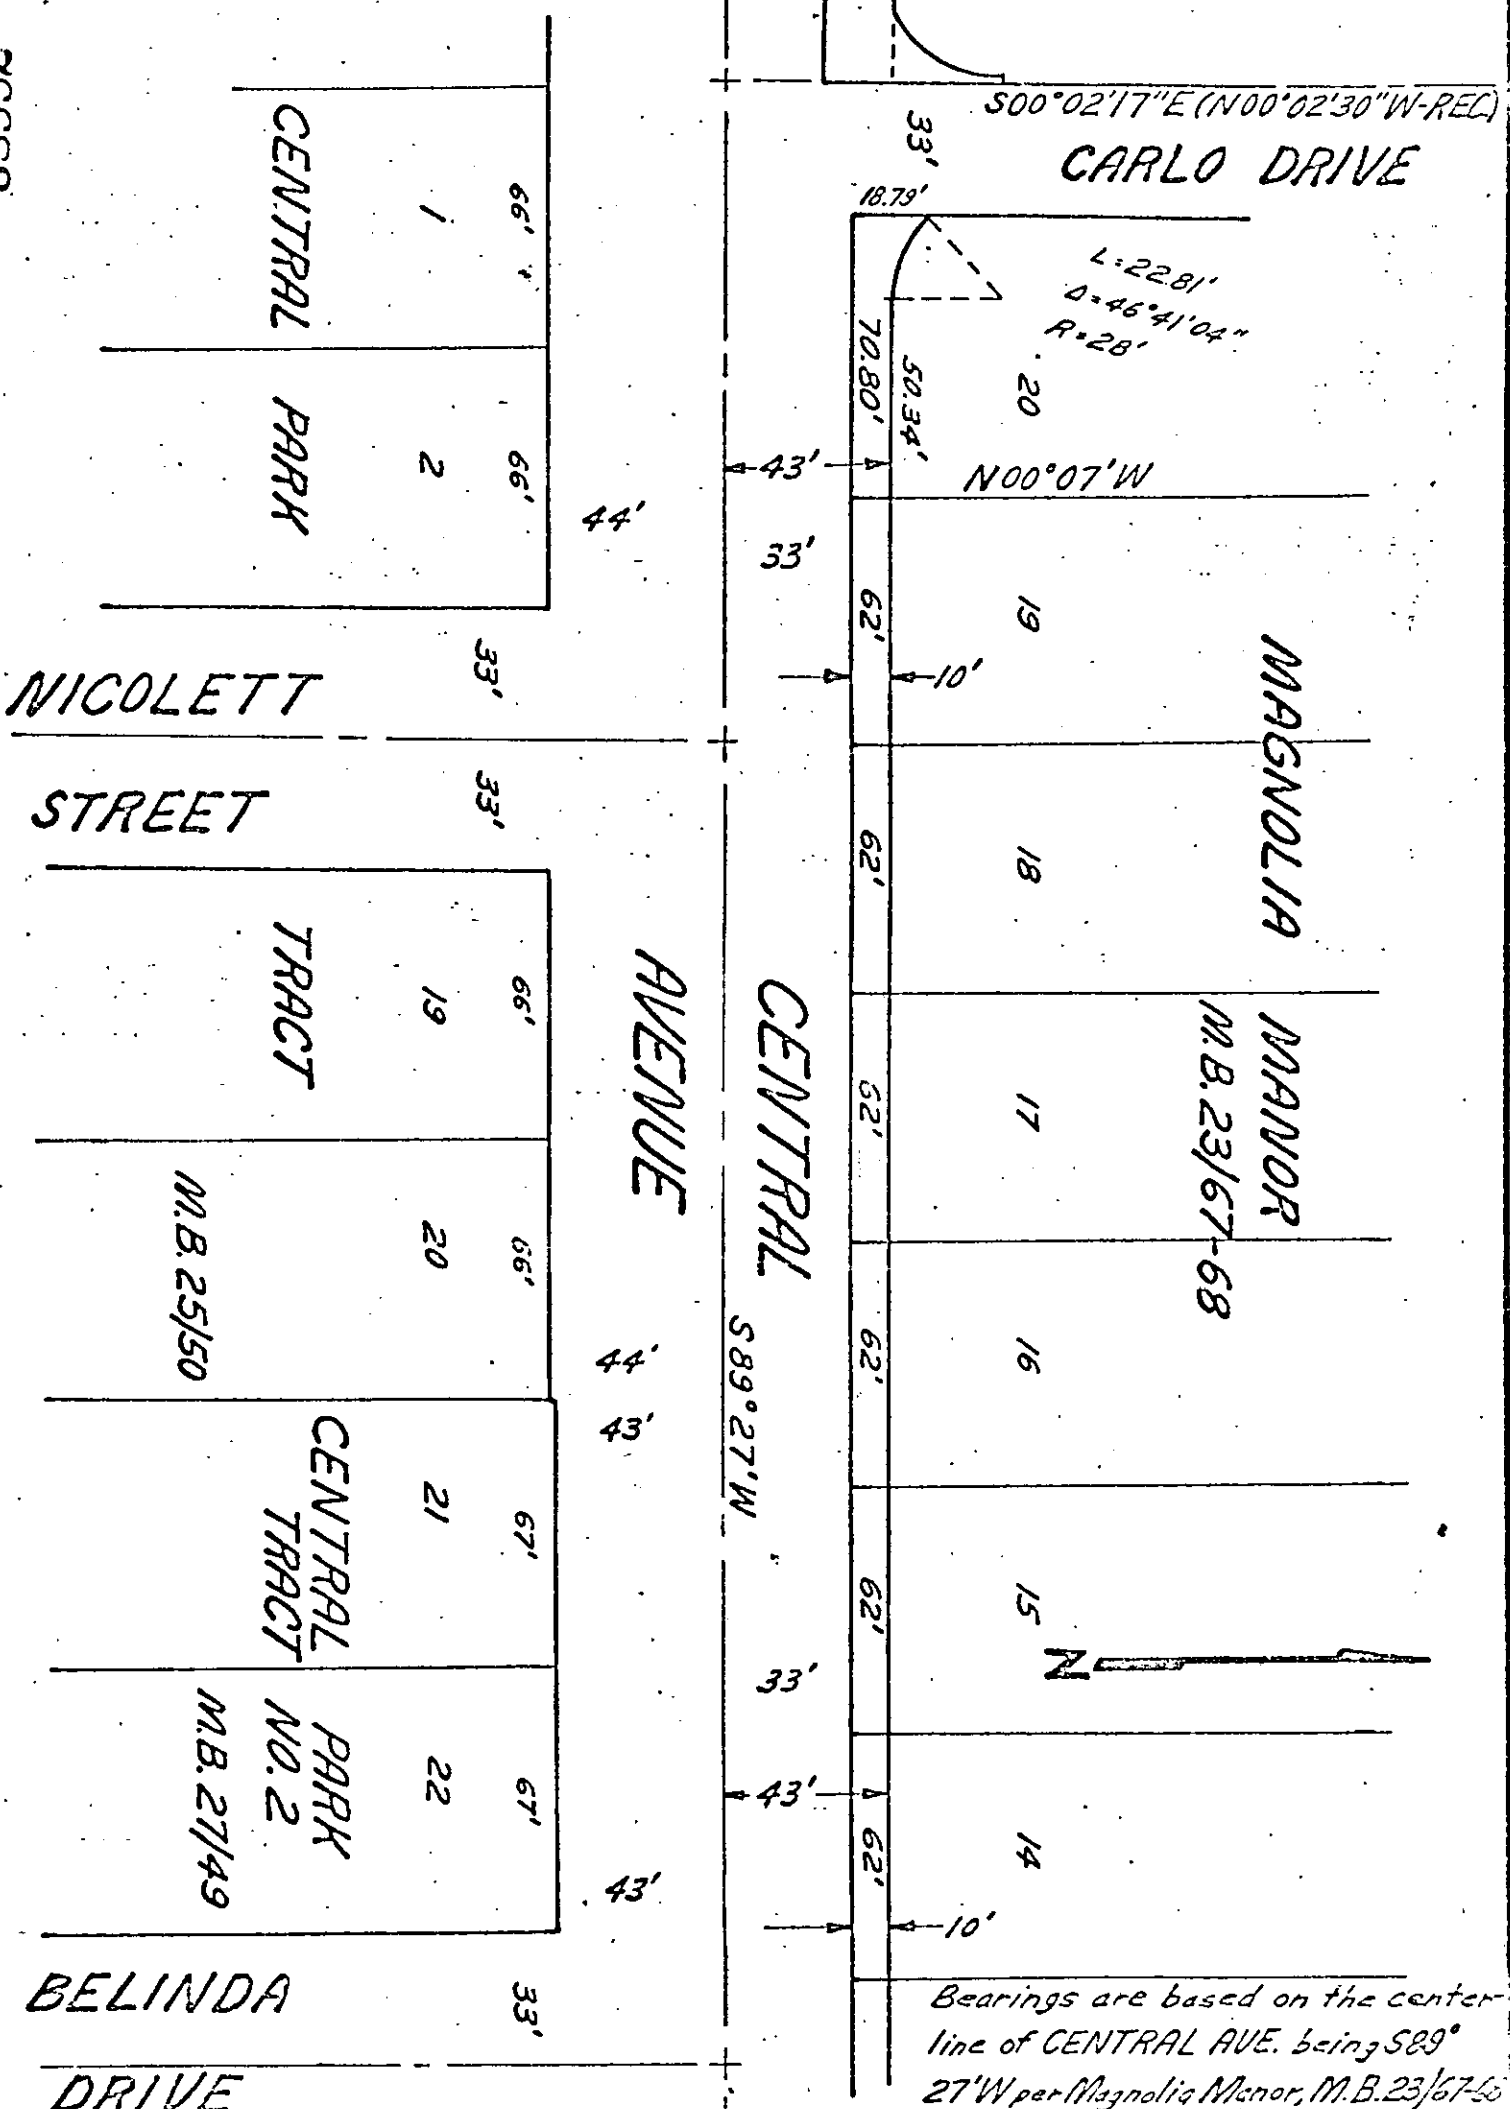 S00°02'17"E (N00°02'30"W-REC)
CARLO DRIVE
33'
18.79'
L=22.81'
Δ=46°41'04"
R=28'
70.80'
50.34'
20
N00°07'W
43'
33'
44'
CENTRAL
1
66'
PARK
2
66'
62'
19
10'
33'
NICOLETT
STREET
33'
MAGNOLIA
MANOR
M.B. 23/67-68
62'
18
62'
17
62'
16
62'
15
N
62'
14
TRACT
19
66'
20
66'
M.B. 25/50
AVENUE
CENTRAL
S89°27'W
44'
43'
CENTRAL
TRACT
21
67'
33'
43'
PARK
NO. 2
M.B. 27/49
22
67'
43'
10'
BELINDA
DRIVE
33'
Bearings are based on the center-
line of CENTRAL AVE. being S89°
27'W per Magnolia Manor, M.B. 23/67-68